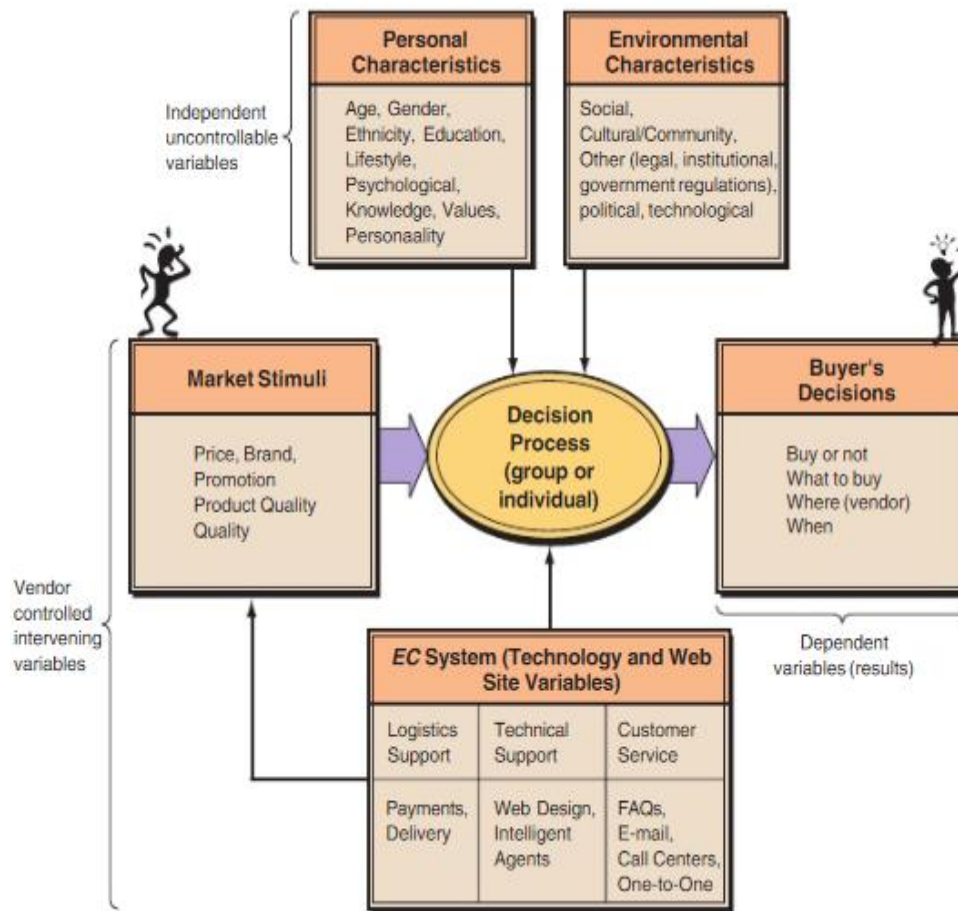 Personal
Characteristics
Age, Gender,
Ethnicity, Education,
Lifestyle,
Psychological,
Knowledge, Values,
Personaality
Environmental
Characteristics
Social,
Cultural/Community,
Other (legal, institutional,
government regulations),
political, technological
Independent
uncontrollable
variables
Market Stimuli
Price, Brand,
Promotion
Product Quality
Quality
Decision
Process
(group or
individual)
Buyer's
Decisions
Buy or not
What to buy
Where (vendor)
When
Vendor
controlled
intervening
variables
Dependent
variables (results)
EC System (Technology and Web
Site Variables)
Logistics
Support
Technical
Support
Customer
Service
Payments,
Delivery
Web Design,
Intelligent
Agents
FAQs,
E-mail,
Call Centers,
One-to-One